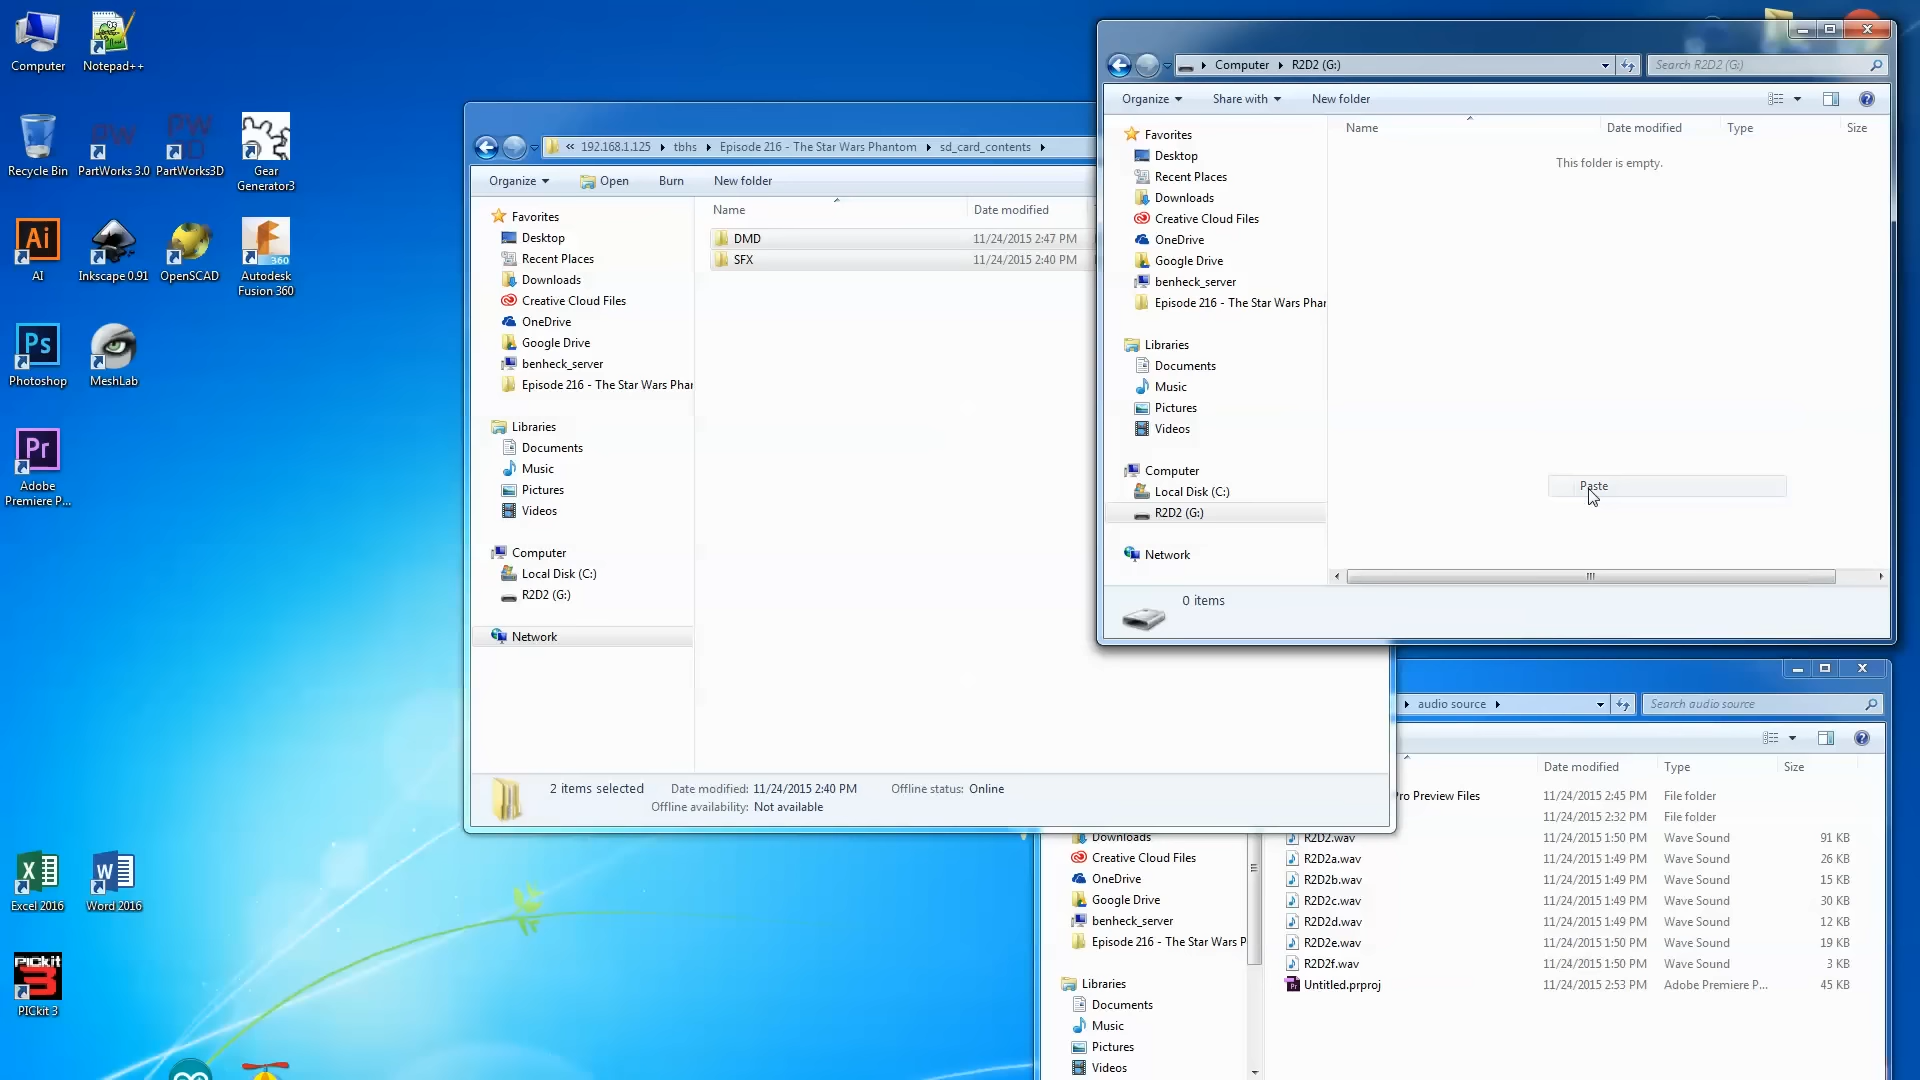 Computer
Notepad++
Recycle Bin
PartWorks 3.0
PartWorks3D
Gear
Generator3
Ai
AI
Inkscape 0.91
OpenSCAD
360
Autodesk
Fusion 360
Ps
Photoshop
MeshLab
Pr
Adobe
Premiere P...
Excel 2016
Word 2016
PICkit
3
PICkit 3
« 192.168.1.125 tbhs Episode 216 - The Star Wars Phantom sd_card_contents
Organize Open Burn New folder
Name Date modified
Favorites
Desktop
Recent Places
Downloads
Creative Cloud Files
OneDrive
Google Drive
benheck_server
Episode 216 - The Star Wars Phar
Libraries
Documents
Music
Pictures
Videos
Computer
Local Disk (C:)
R2D2 (G:)
Network
DMD 11/24/2015 2:47 PM
SFX 11/24/2015 2:40 PM
2 items selected Date modified: 11/24/2015 2:40 PM Offline status: Online
Offline availability: Not available
Computer R2D2 (G:) Search R2D2 (G:)
Organize Share with New folder
Name Date modified Type Size
This folder is empty.
Favorites
Desktop
Recent Places
Downloads
Creative Cloud Files
OneDrive
Google Drive
benheck_server
Episode 216 - The Star Wars Phar
Libraries
Documents
Music
Pictures
Videos
Computer
Local Disk (C:)
R2D2 (G:)
Network
Paste
0 items
audio source Search audio source
Date modified Type Size
Pro Preview Files 11/24/2015 2:45 PM File folder
11/24/2015 2:32 PM File folder
R2D2.wav 11/24/2015 1:50 PM Wave Sound 91 KB
R2D2a.wav 11/24/2015 1:49 PM Wave Sound 26 KB
R2D2b.wav 11/24/2015 1:49 PM Wave Sound 15 KB
R2D2c.wav 11/24/2015 1:49 PM Wave Sound 30 KB
R2D2d.wav 11/24/2015 1:49 PM Wave Sound 12 KB
R2D2e.wav 11/24/2015 1:50 PM Wave Sound 19 KB
R2D2f.wav 11/24/2015 1:50 PM Wave Sound 3 KB
Untitled.prproj 11/24/2015 2:53 PM Adobe Premiere P... 45 KB
Downloads
Creative Cloud Files
OneDrive
Google Drive
benheck_server
Episode 216 - The Star Wars P
Libraries
Documents
Music
Pictures
Videos